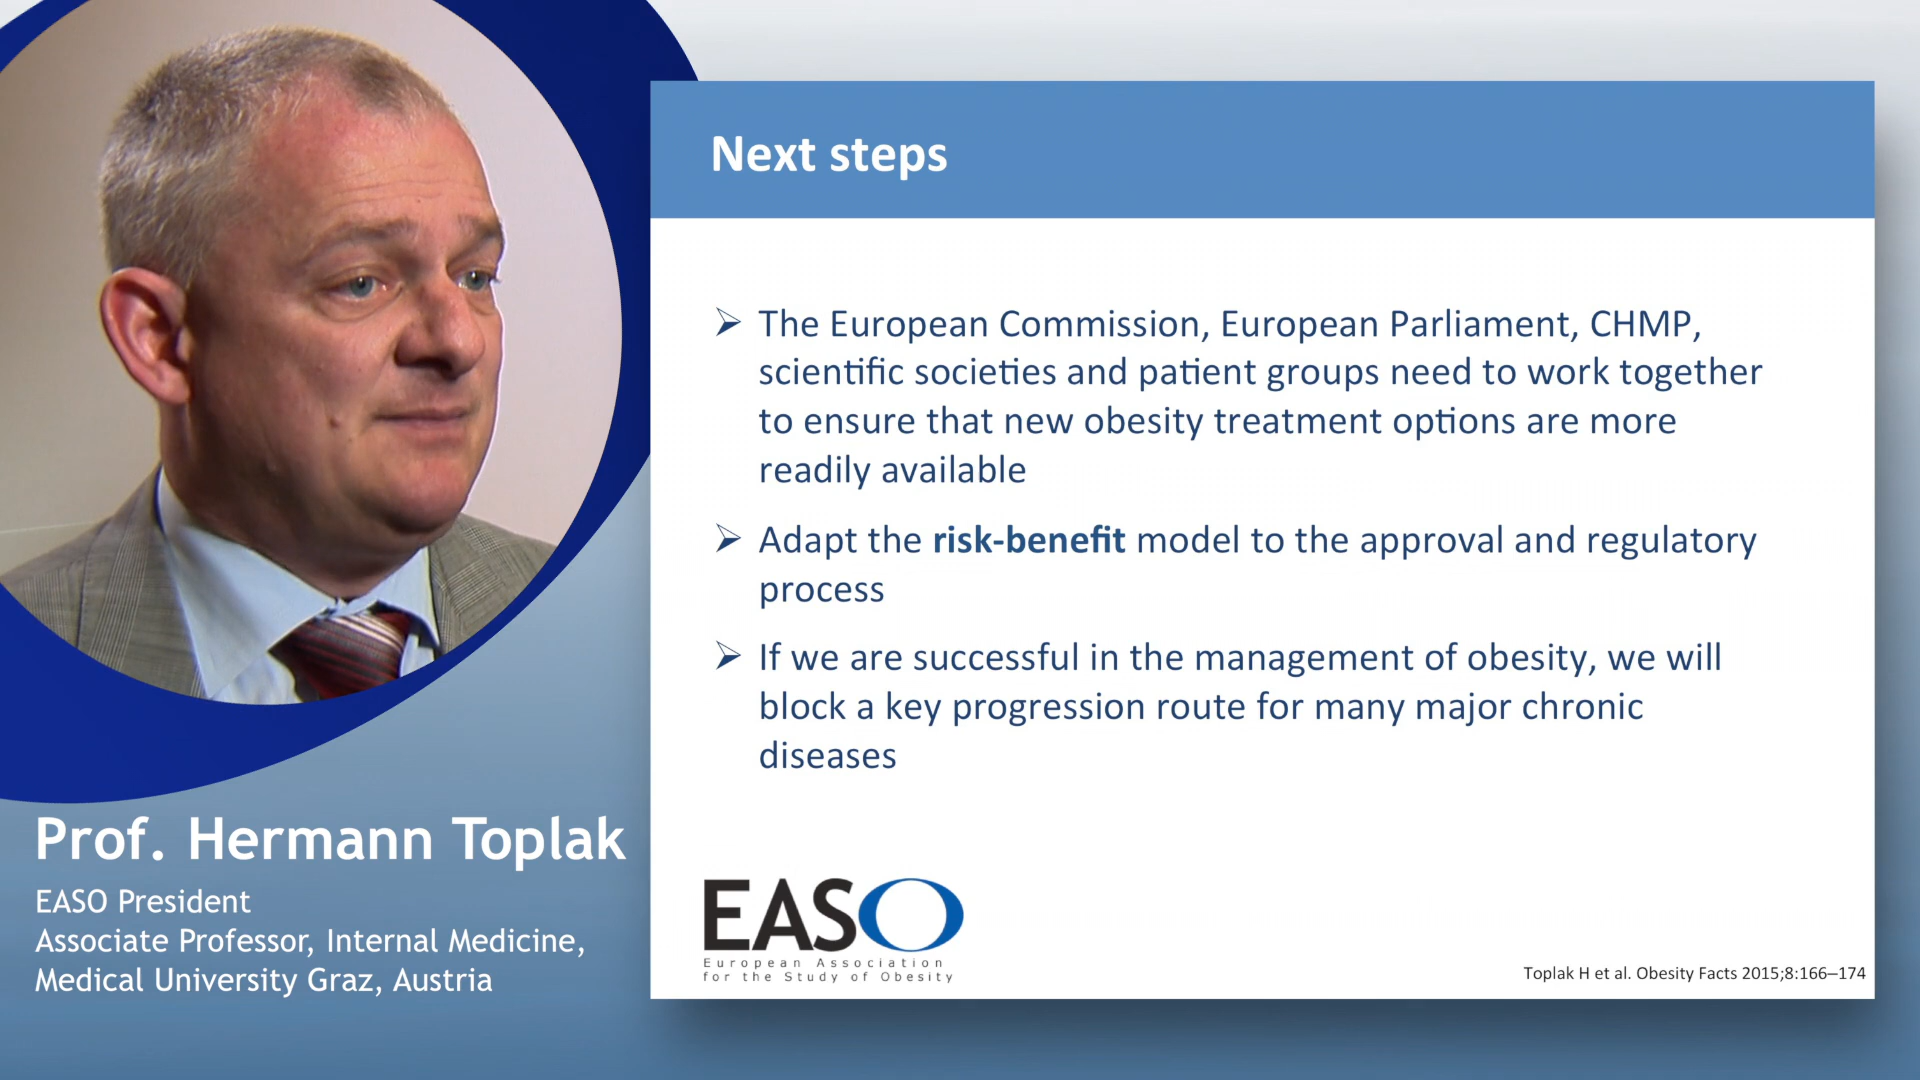 Next steps
➢ The European Commission, European Parliament, CHMP,
scientific societies and patient groups need to work together
to ensure that new obesity treatment options are more
readily available
➢ Adapt the risk-benefit model to the approval and regulatory
process
➢ If we are successful in the management of obesity, we will
block a key progression route for many major chronic
diseases
EASO
European Association
for the Study of Obesity
Toplak H et al. Obesity Facts 2015;8:166–174
Prof. Hermann Toplak
EASO President
Associate Professor, Internal Medicine,
Medical University Graz, Austria